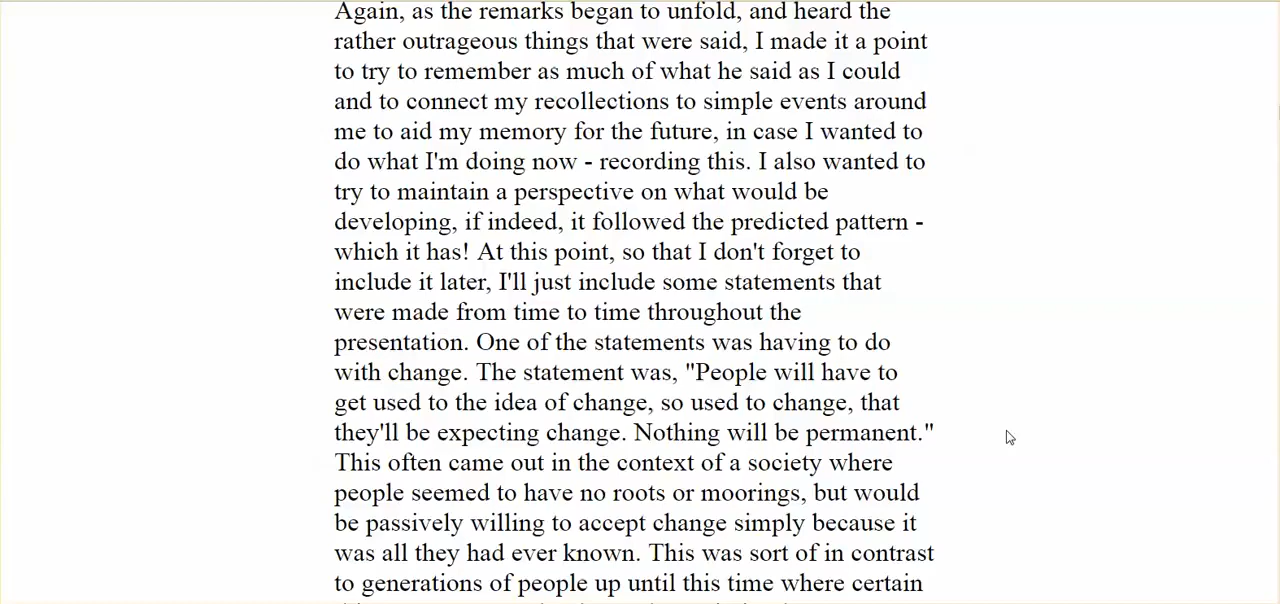 Again, as the remarks began to unfold, and heard the
rather outrageous things that were said, I made it a point
to try to remember as much of what he said as I could
and to connect my recollections to simple events around
me to aid my memory for the future, in case I wanted to
do what I'm doing now - recording this. I also wanted to
try to maintain a perspective on what would be
developing, if indeed, it followed the predicted pattern -
which it has! At this point, so that I don't forget to
include it later, I'll just include some statements that
were made from time to time throughout the
presentation. One of the statements was having to do
with change. The statement was, "People will have to
get used to the idea of change, so used to change, that
they'll be expecting change. Nothing will be permanent."
This often came out in the context of a society where
people seemed to have no roots or moorings, but would
be passively willing to accept change simply because it
was all they had ever known. This was sort of in contrast
to generations of people up until this time where certain